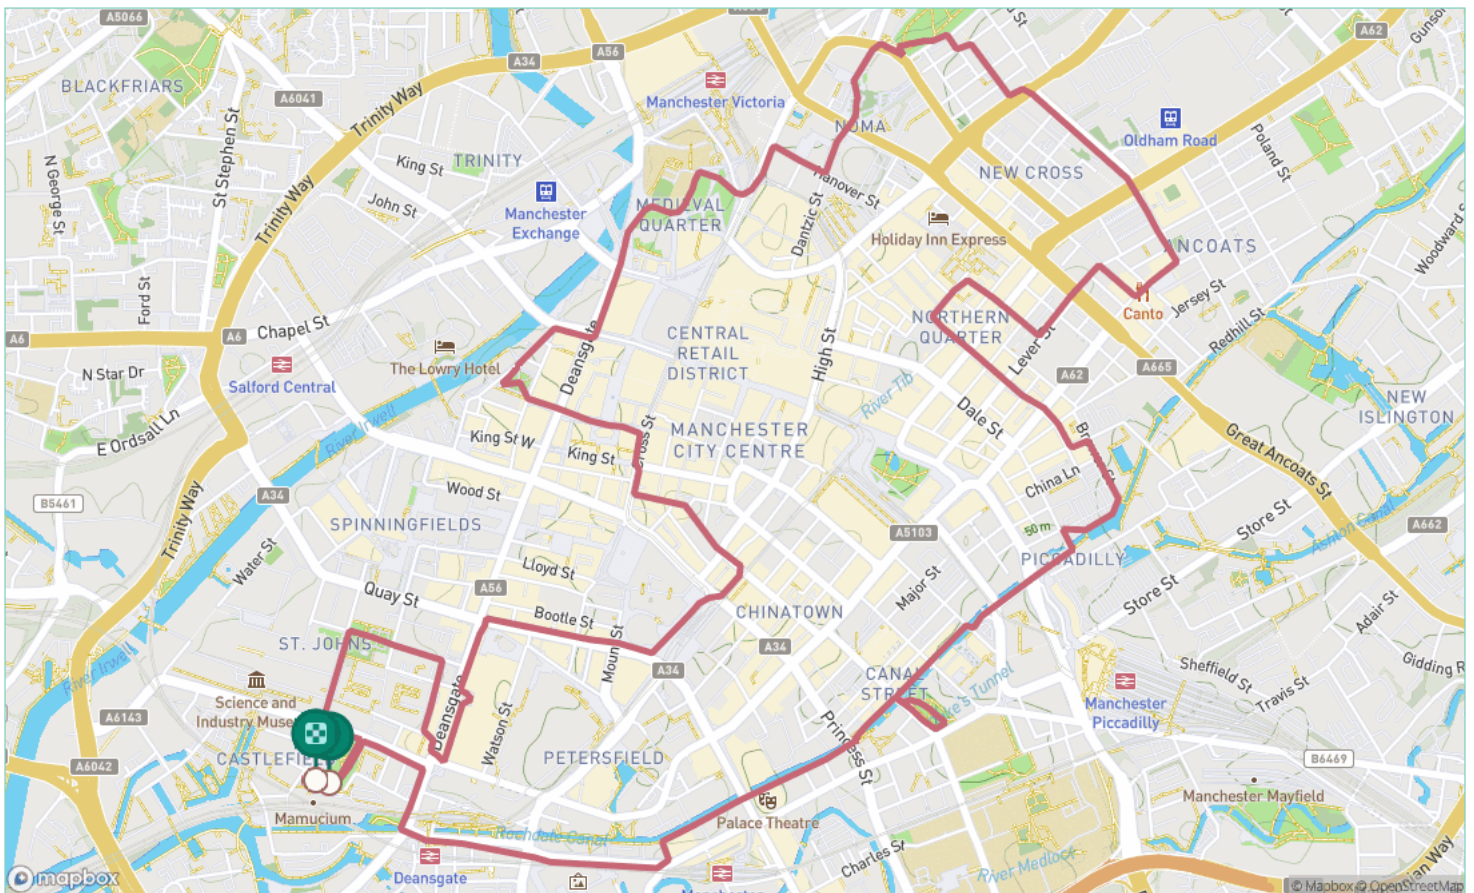 A5066
A34
A56
A62
BLACKFRIARS
A6041
Trinity Way
Manchester Victoria
St Stephen St
N George St
King St
TRINITY
NOMA
Oldham Road
Poland St
John St
Trinity Way
Manchester
Exchange
MEDIEVAL
QUARTER
Hanover St
Dantzic St
NEW CROSS
Holiday Inn Express
ANCOATS
Woodward S
Ford St
Jersey St
Canto
A6
A6
Chapel St
Deansgate
CENTRAL
RETAIL
DISTRICT
High St
NORTHERN
QUARTER
Lever St
Redhill St
N Star Dr
Salford Central
The Lowry Hotel
River Tib
A62
A665
NEW
ISLINGTON
E Ordsall Ln
River Irwell
King St W
King St
Cross St
MANCHESTER
CITY CENTRE
Dale St
Great Ancoats St
B5461
A34
Wood St
China Ln
Trinity Way
SPINNINGFIELDS
A5103
50 m
Store St
Ashton Canal
A662
Water St
Lloyd St
PICCADILLY
Quay St
A56
Bootle St
CHINATOWN
Major St
Store St
Adair St
ST. JOHNS
Mount St
A34
A34
CANAL
STREET
Sheffield St
Gidding R
River Irwell
Science and
Industry Muse
A6143
Deansgate
Watson St
Princess St
Travis St
Manchester
Piccadilly
CASTLEFIE
A6042
PETERSFIELD
B6469
Mamucium
Rochdale Canal
Palace Theatre
Manchester Mayfield
Deansgate
Charles St
River Medlock
mapbox
© Mapbox © OpenStreetMap